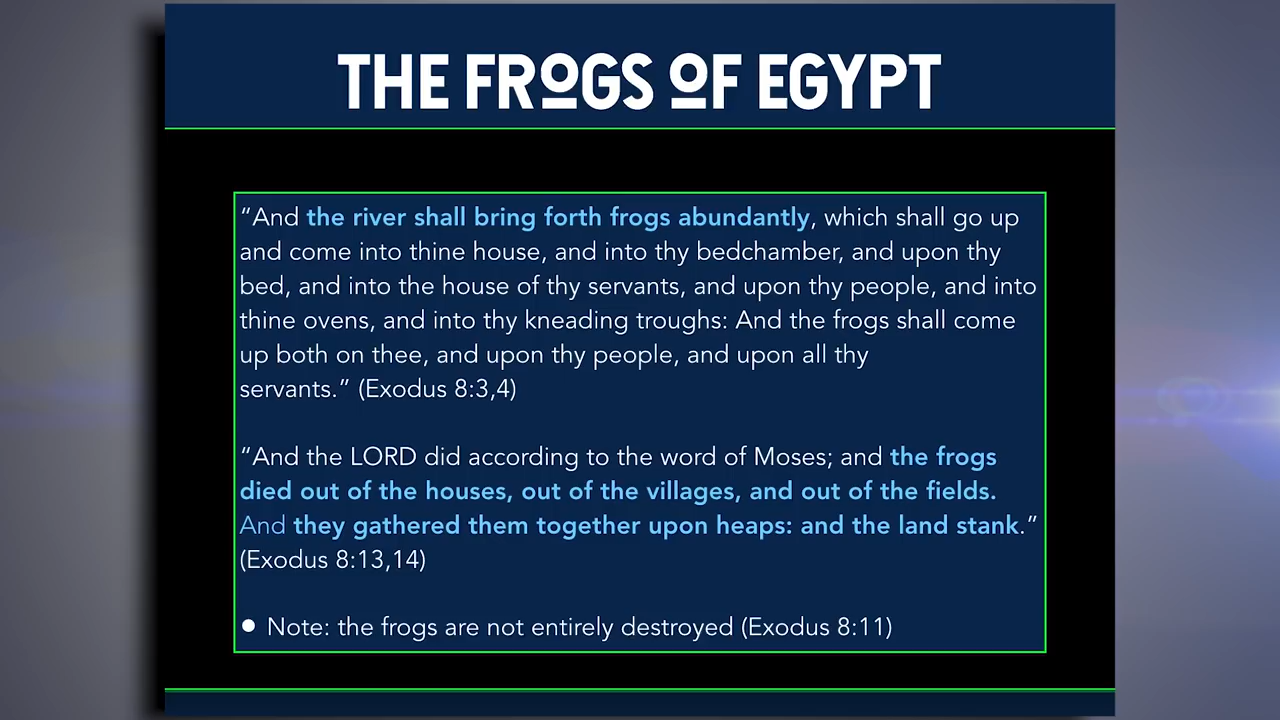 THE FROGS OF EGYPT
“And the river shall bring forth frogs abundantly, which shall go up
and come into thine house, and into thy bedchamber, and upon thy
bed, and into the house of thy servants, and upon thy people, and into
thine ovens, and into thy kneading troughs: And the frogs shall come
up both on thee, and upon thy people, and upon all thy
servants.” (Exodus 8:3,4)
“And the LORD did according to the word of Moses; and the frogs
died out of the houses, out of the villages, and out of the fields.
And they gathered them together upon heaps: and the land stank.”
(Exodus 8:13,14)
● Note: the frogs are not entirely destroyed (Exodus 8:11)